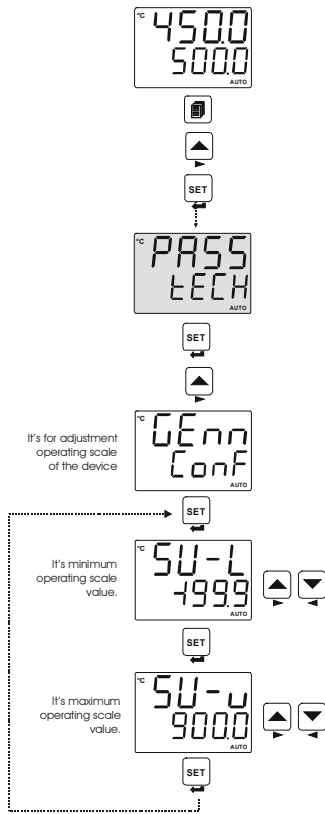 °C 450.0
500.0
AUTO
SET
°C PASS
tECH
AUTO
SET
It's for adjustment
operating scale
of the device
°C GEnn
ConF
AUTO
SET
It's minimum
operating scale
value.
°C SU-L
-199.9
AUTO
SET
It's maximum
operating scale
value.
°C SU-u
900.0
AUTO
SET